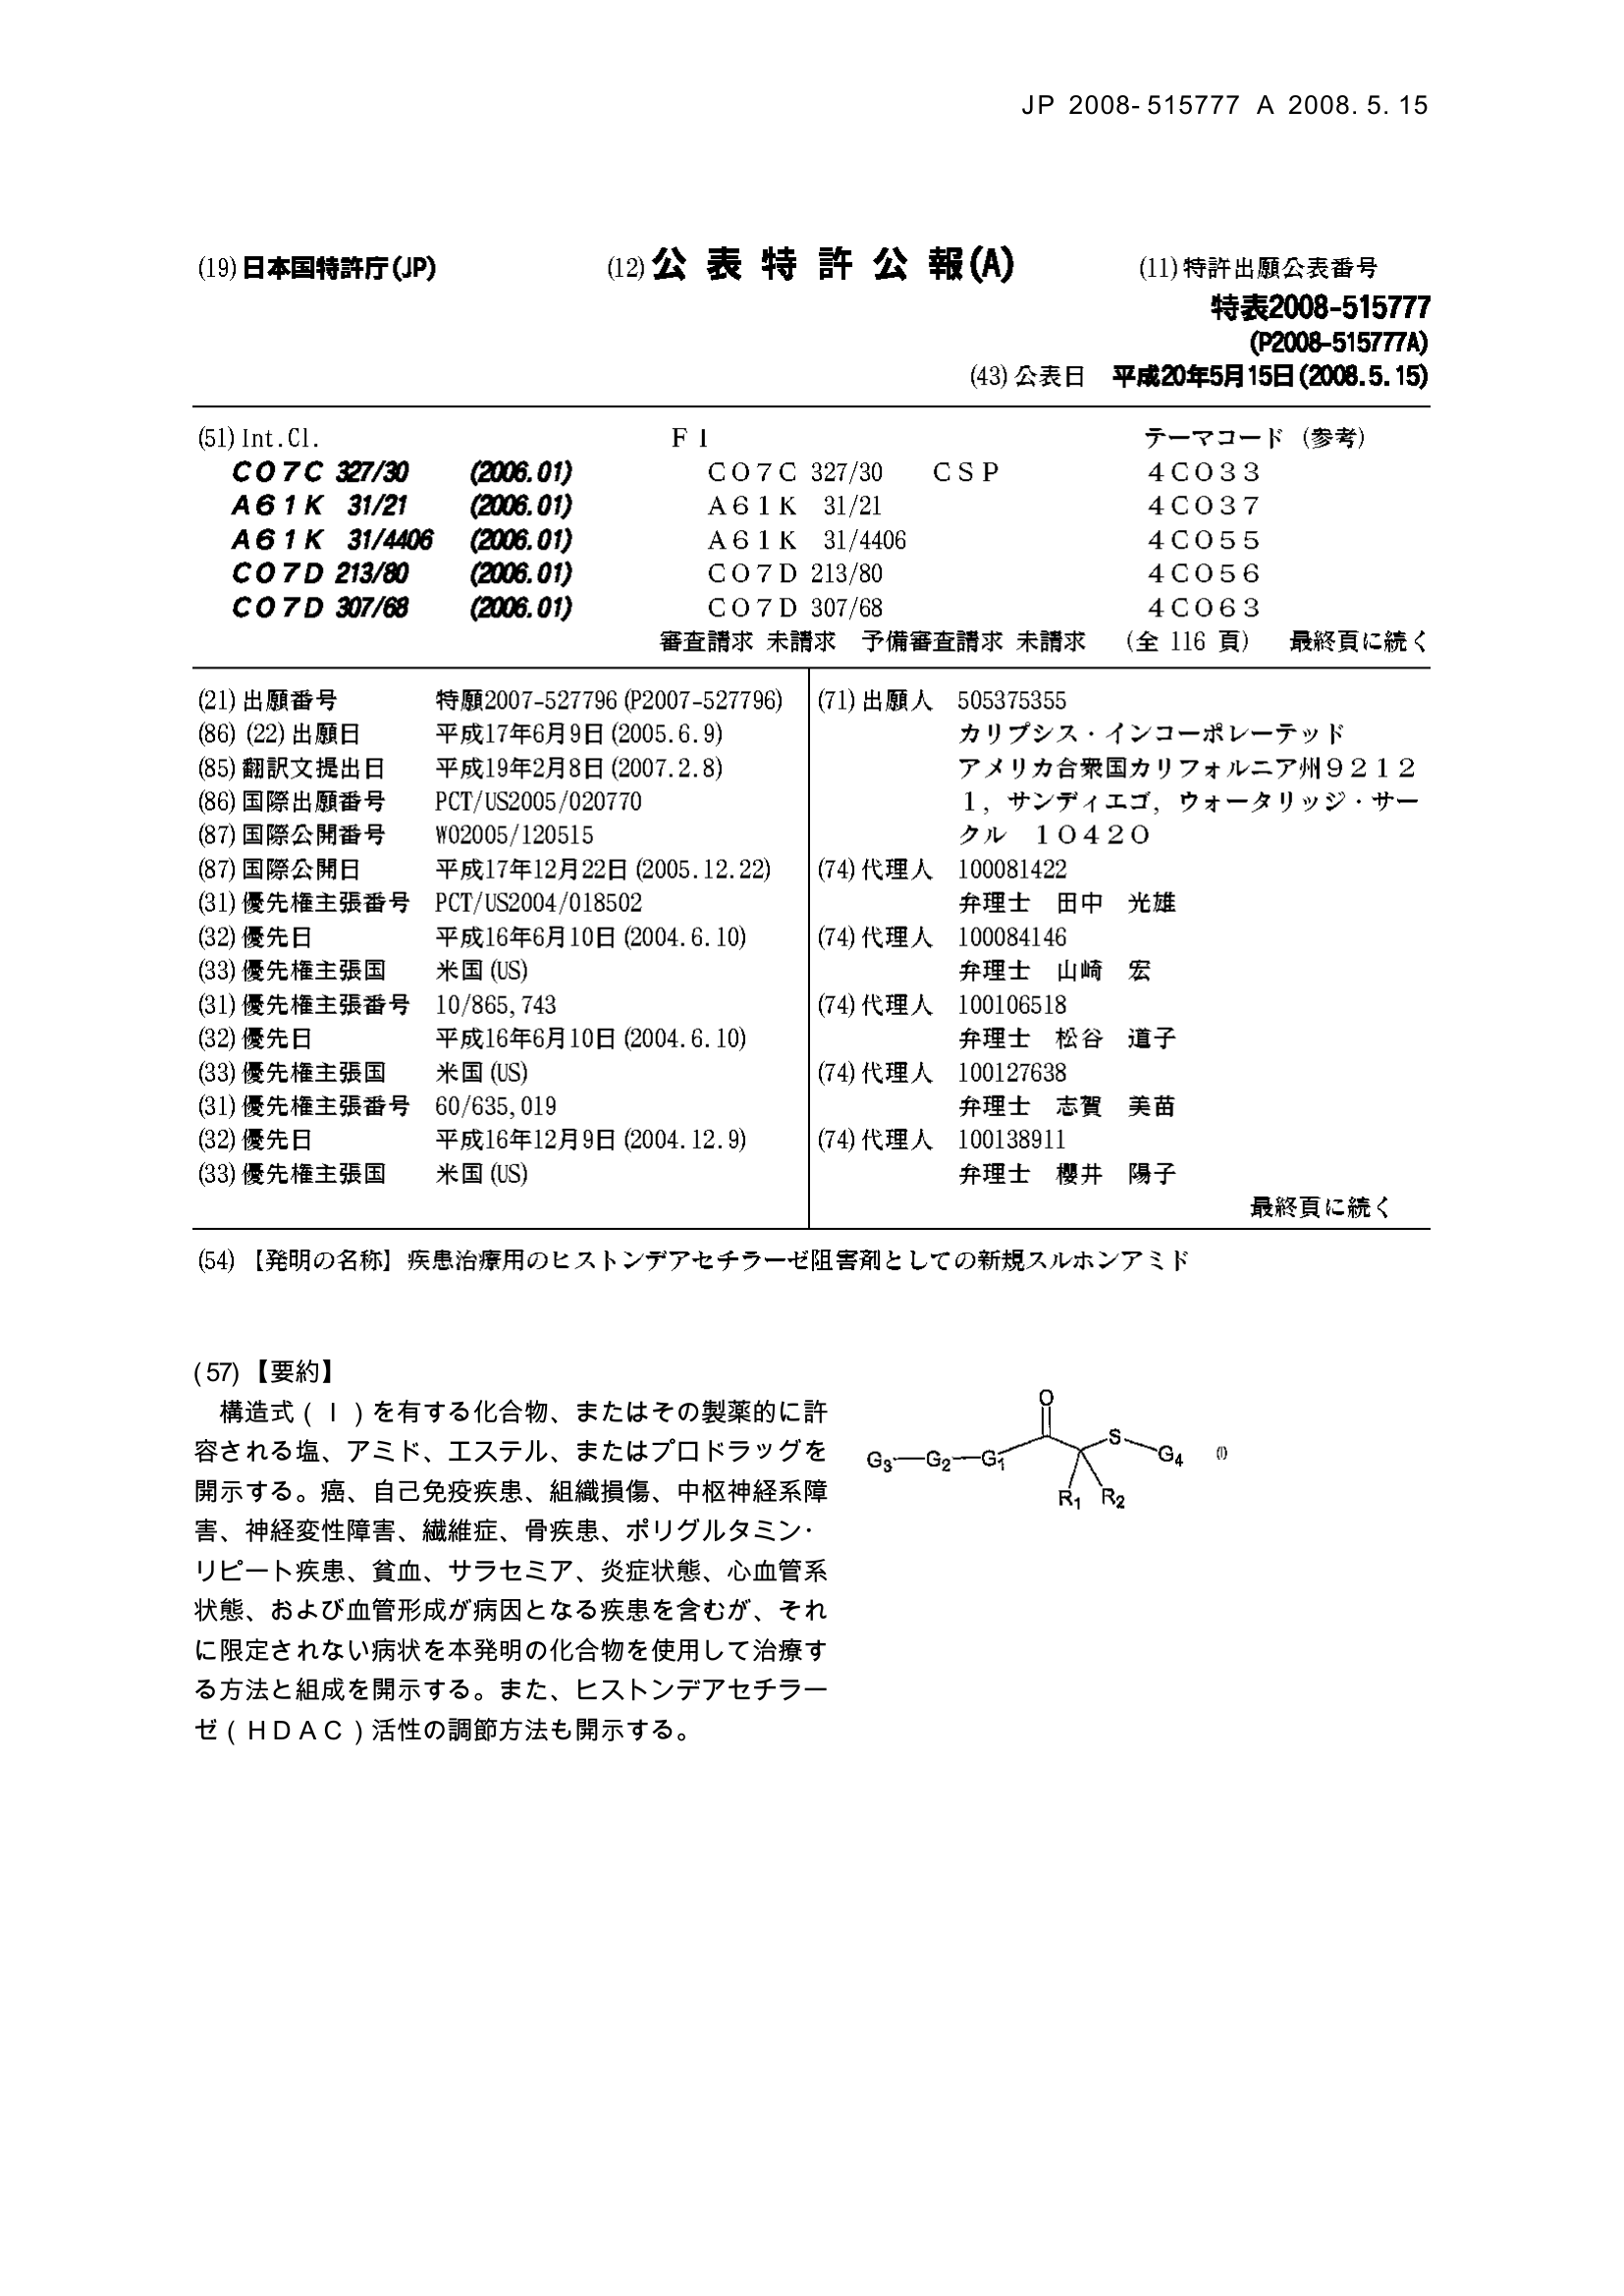 JP 2008-515777 A 2008.5.15
(19)日本国特許庁(JP) (12)公表特許公報(A) (11)特許出願公表番号
特表2008-515777
(P2008-515777A)
(43)公表日 平成20年5月15日(2008.5.15)
(51)Int.Cl. FI テーマコード(参考)
C07C 327/30 (2006.01) C07C 327/30 CSP 4C033
A61K 31/21 (2006.01) A61K 31/21 4C037
A61K 31/4406 (2006.01) A61K 31/4406 4C055
C07D 213/80 (2006.01) C07D 213/80 4C056
C07D 307/68 (2006.01) C07D 307/68 4C063
審査請求 未請求 予備審査請求 未請求 (全 116 頁) 最終頁に続く
(21)出願番号 特願2007-527796(P2007-527796)
(86)(22)出願日 平成17年6月9日(2005.6.9)
(85)翻訳文提出日 平成19年2月8日(2007.2.8)
(86)国際出願番号 PCT/US2005/020770
(87)国際公開番号 WO2005/120515
(87)国際公開日 平成17年12月22日(2005.12.22)
(31)優先権主張番号 PCT/US2004/018502
(32)優先日 平成16年6月10日(2004.6.10)
(33)優先権主張国 米国(US)
(31)優先権主張番号 10/865,743
(32)優先日 平成16年6月10日(2004.6.10)
(33)優先権主張国 米国(US)
(31)優先権主張番号 60/635,019
(32)優先日 平成16年12月9日(2004.12.9)
(33)優先権主張国 米国(US)
(71)出願人 505375355
カリプシス・インコーポレーテッド
アメリカ合衆国カリフォルニア州9212
1,サンディエゴ,ウォータリッジ・サー
クル 10420
(74)代理人 100081422
弁理士 田中 光雄
(74)代理人 100084146
弁理士 山崎 宏
(74)代理人 100106518
弁理士 松谷 道子
(74)代理人 100127638
弁理士 志賀 美苗
(74)代理人 100138911
弁理士 櫻井 陽子
最終頁に続く
(54)【発明の名称】疾患治療用のヒストンデアセチラーゼ阻害剤としての新規スルホンアミド
(57)【要約】
構造式(I)を有する化合物、またはその製薬的に許
容される塩、アミド、エステル、またはプロドラッグを
開示する。癌、自己免疫疾患、組織損傷、中枢神経系障
害、神経変性障害、繊維症、骨疾患、ポリグルタミン・
リピート疾患、貧血、サラセミア、炎症状態、心血管系
状態、および血管形成が病因となる疾患を含むが、それ
に限定されない病状を本発明の化合物を使用して治療す
る方法と組成を開示する。また、ヒストンデアセチラー
ゼ(HDAC)活性の調節方法も開示する。
O
G3 G2 G1 S G4 (I)
R1 R2